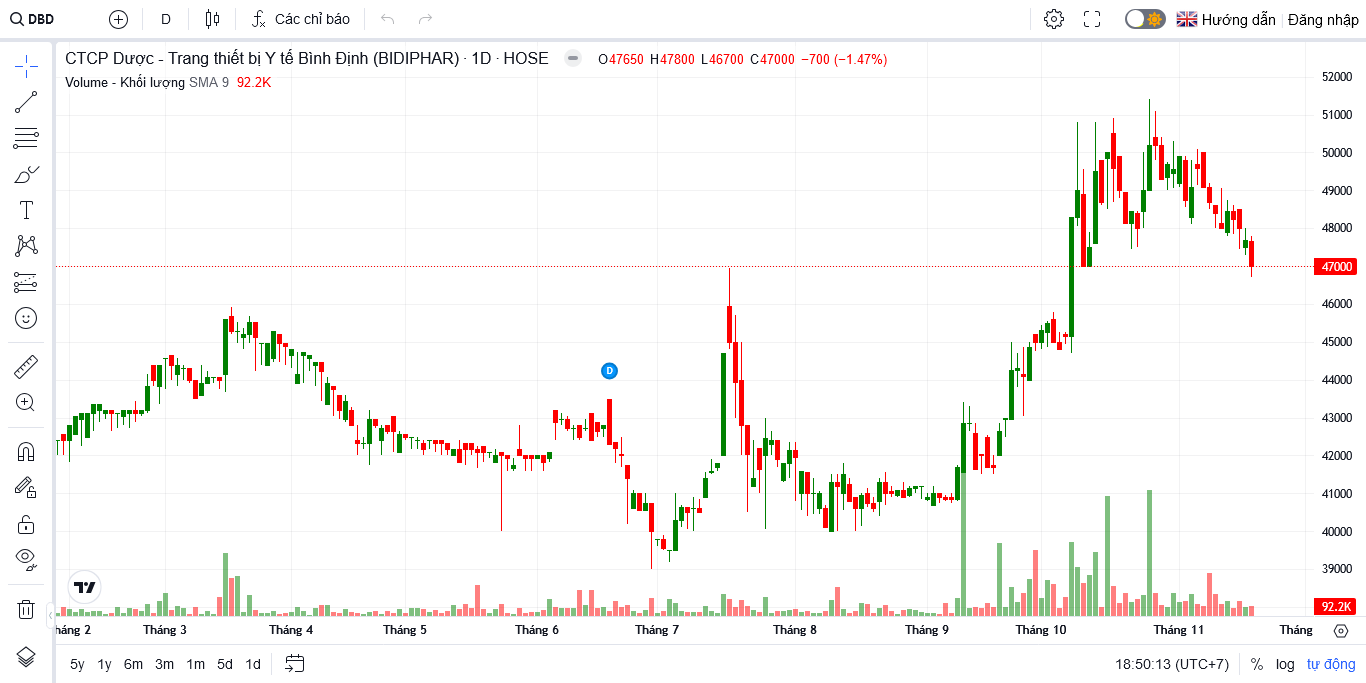 DBD D Các chỉ báo Hướng dẫn Đăng nhập
CTCP Dược - Trang thiết bị Y tế Bình Định (BIDIPHAR) · 1D · HOSE O47650 H47800 L46700 C47000 −700 (−1.47%)
Volume - Khối lượng SMA 9 92.2K
52000
51000
50000
49000
48000
47000
46000
45000
44000
43000
42000
41000
40000
39000
92.2K
D
háng 2 Tháng 3 Tháng 4 Tháng 5 Tháng 6 Tháng 7 Tháng 8 Tháng 9 Tháng 10 Tháng 11 Tháng
5y 1y 6m 3m 1m 5d 1d 18:50:13 (UTC+7) % log tự động